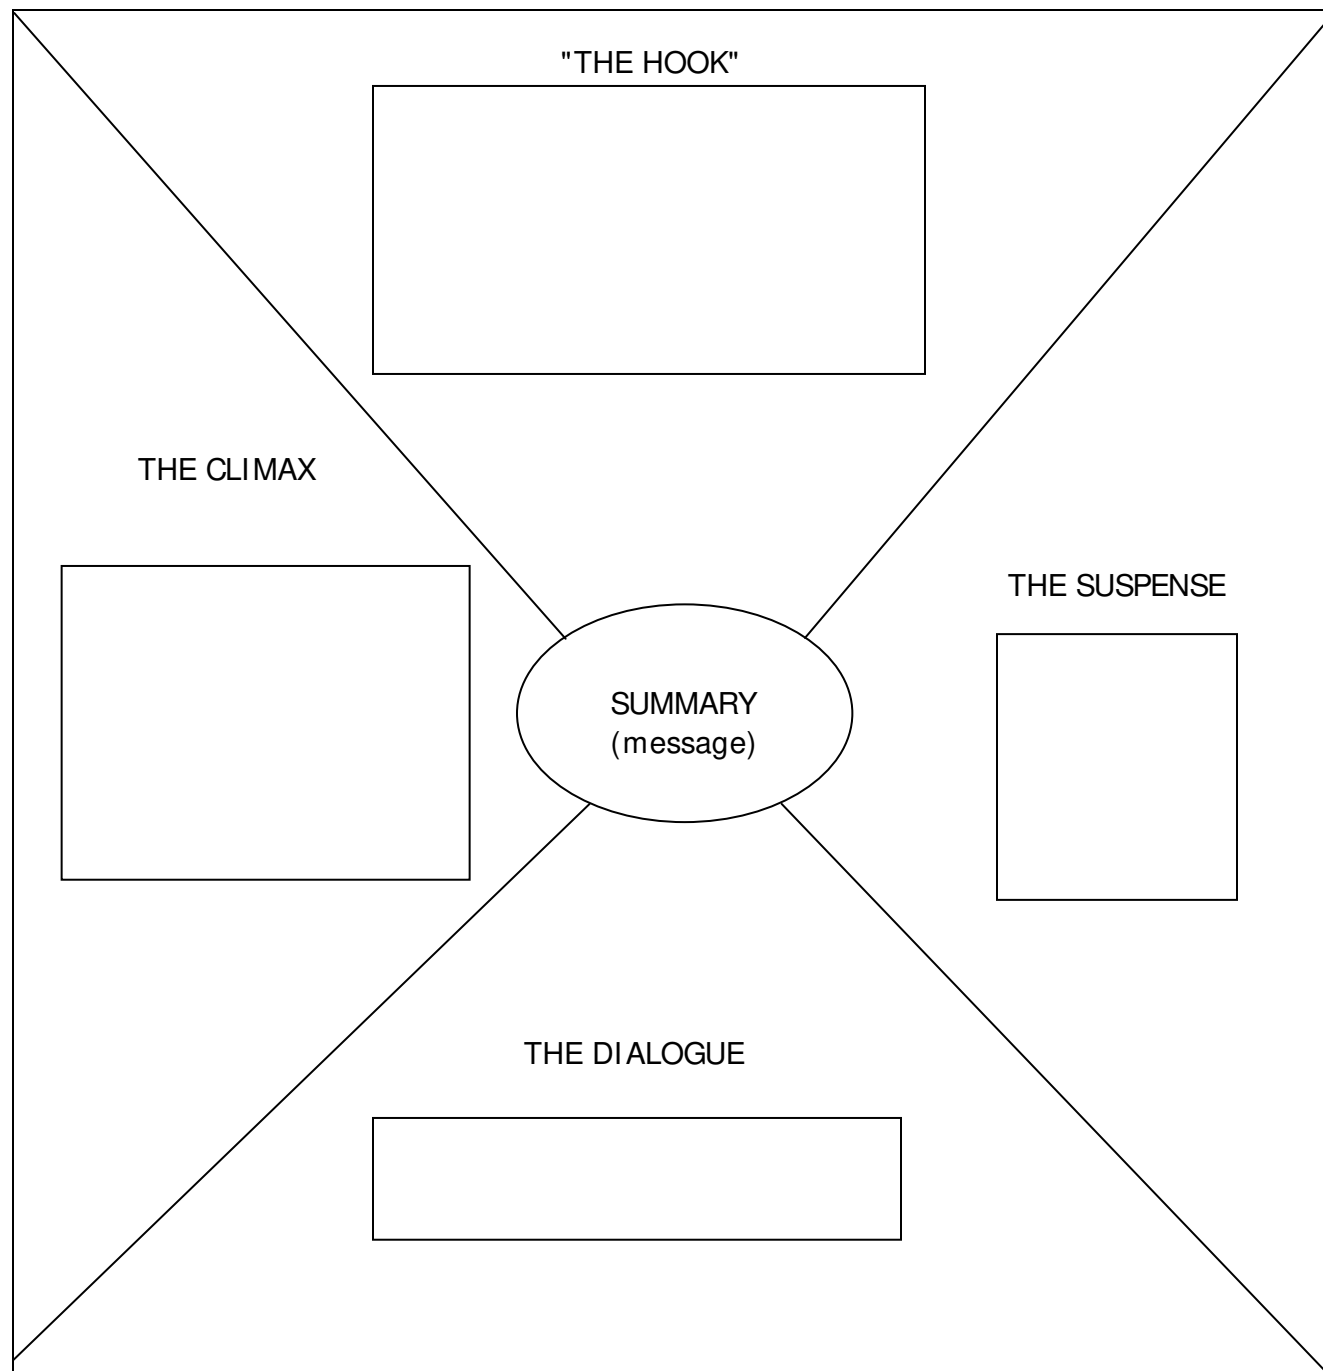 "THE HOOK"
THE CLIMAX
THE SUSPENSE
SUMMARY
(message)
THE DIALOGUE